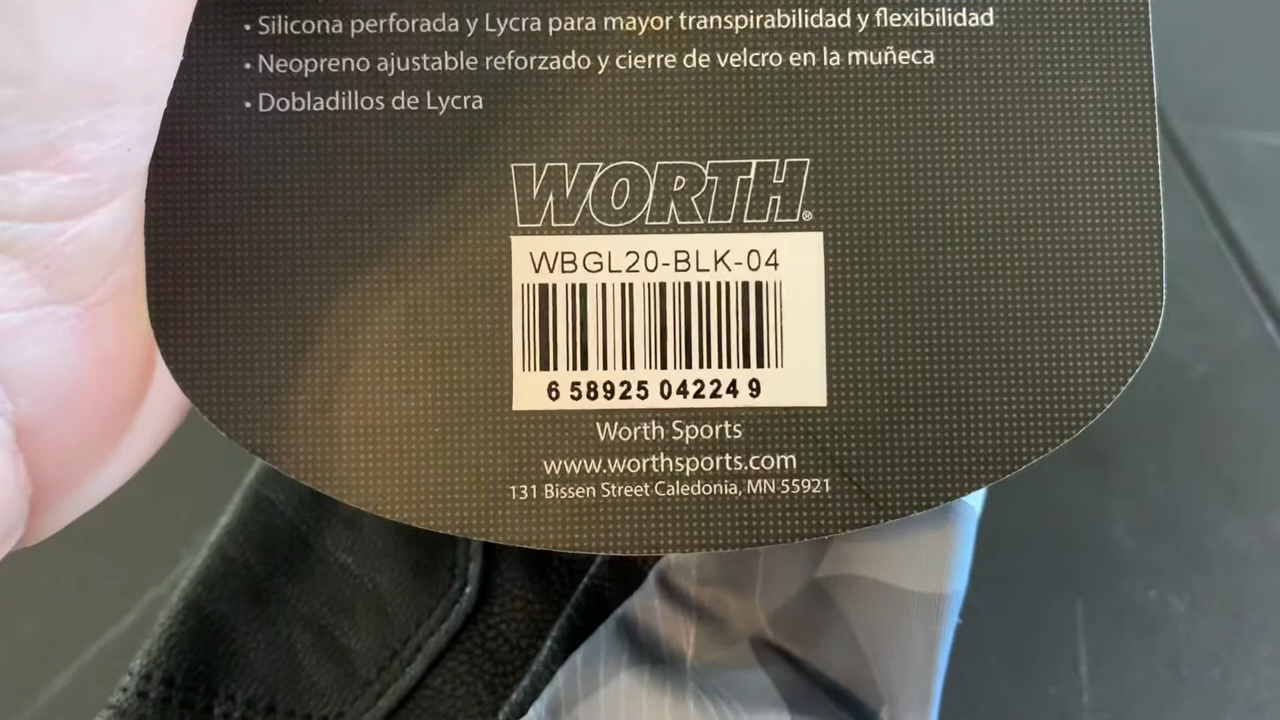 • Silicona perforada y Lycra para mayor transpirabilidad y flexibilidad
• Neopreno ajustable reforzado y cierre de velcro en la muñeca
• Dobladillos de Lycra
WORTH®
WBGL20-BLK-04
6 58925 04224 9
Worth Sports
www.worthsports.com
131 Bissen Street Caledonia, MN 55921